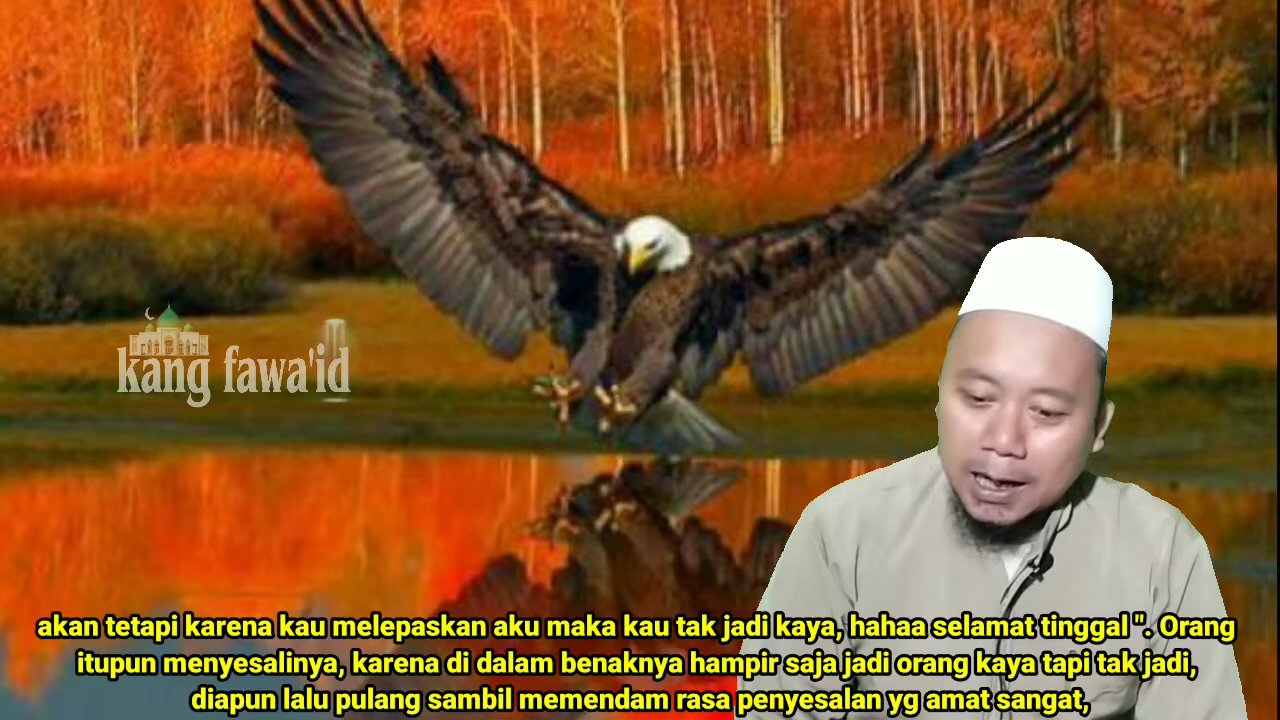 kang fawa'id
akan tetapi karena kau melepaskan aku maka kau tak jadi kaya, hahaa selamat tinggal ". Orang
itupun menyesalinya, karena di dalam benaknya hampir saja jadi orang kaya tapi tak jadi,
diapun lalu pulang sambil memendam rasa penyesalan yg amat sangat,